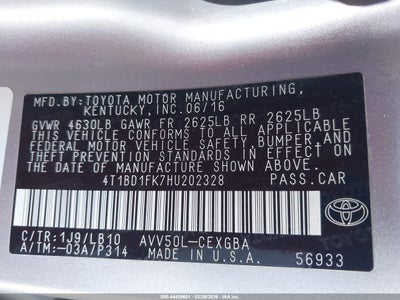 MFD.BY:TOYOTA MOTOR MANUFACTURING,
KENTUCKY,INC.06/16
GVWR 4630LB GAWR FR 2625LB RR 2625LB
THIS VEHICLE CONFORMS TO ALL APPLICABLE
FEDERAL MOTOR VEHICLE SAFETY, BUMPER,
AND THEFT PREVENTION STANDARDS IN EFFECT
ON THE DATE OF MANUFACTURE SHOWN ABOVE.
4T1BD1FK7HU202328 PASS.CAR
C/TR:1J9/LB10 AVV50L-CEXGBA
A/TM:-03A/P314 MADE IN U.S.A. 56933
TOYOTA